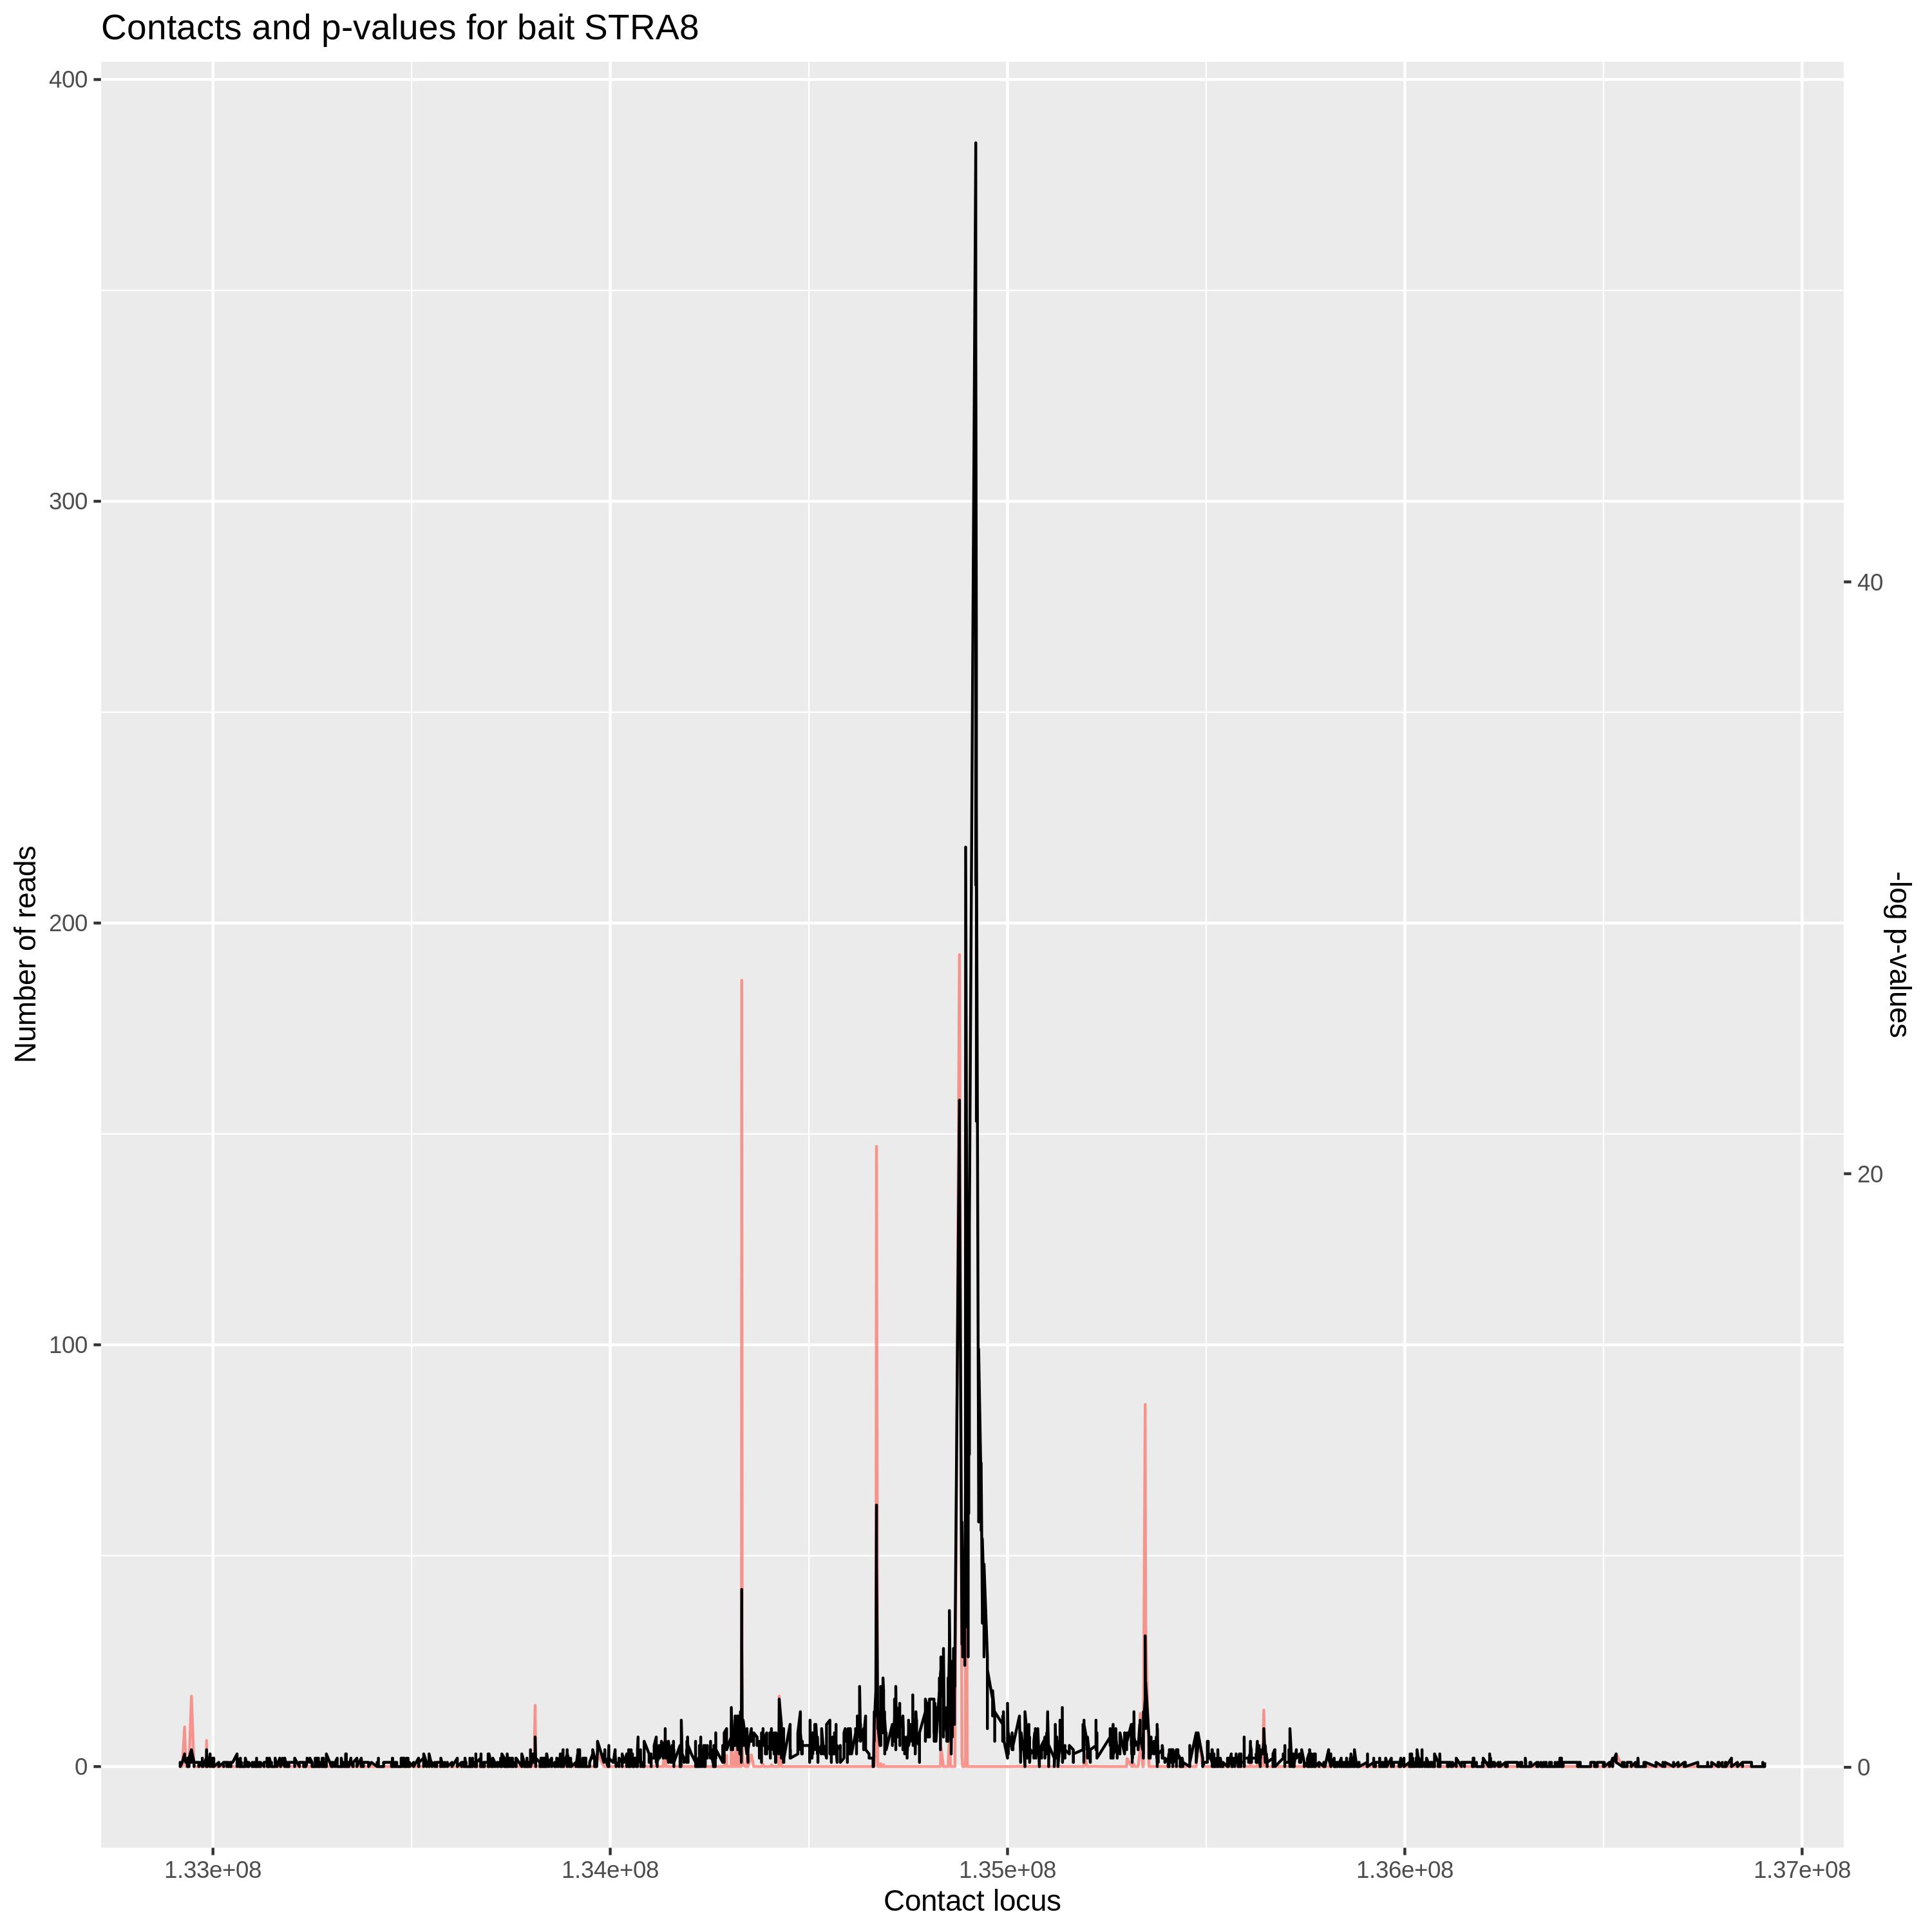 Contacts and p-values for bait STRA8
400
300
200
100
0
Number of reads
40
20
0
-log p-values
1.33e+08
1.34e+08
1.35e+08
1.36e+08
1.37e+08
Contact locus